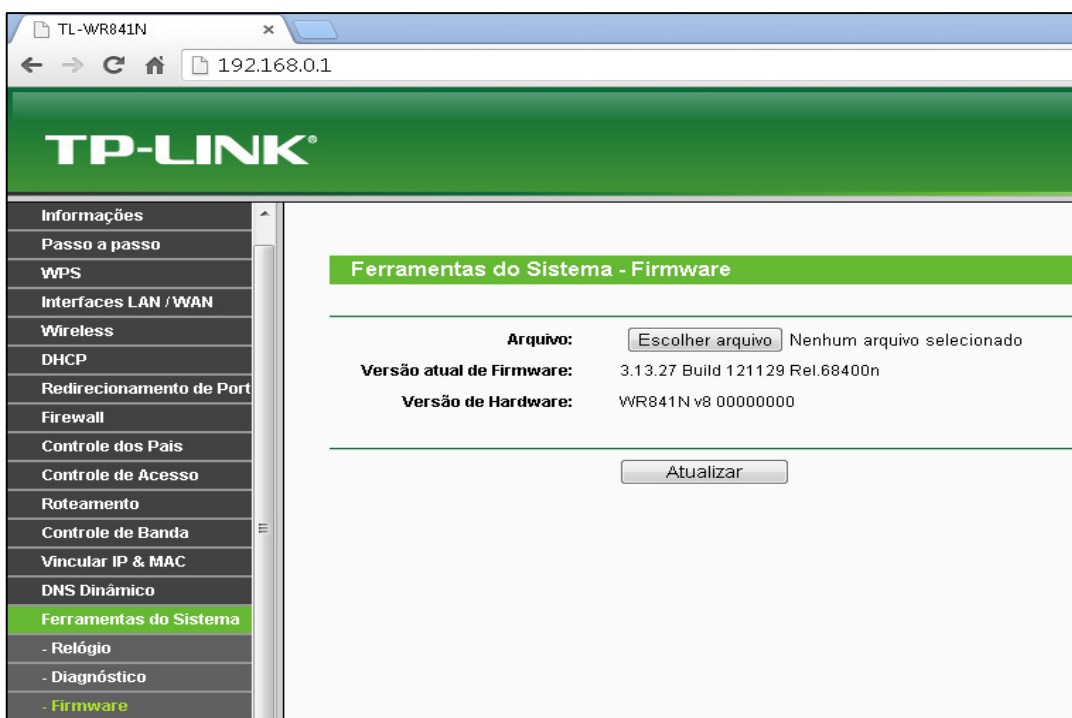 TL-WR841N
192.168.0.1
TP-LINK®
Informações
Passo a passo
WPS
Interfaces LAN / WAN
Wireless
DHCP
Redirecionamento de Port
Firewall
Controle dos Pais
Controle de Acesso
Roteamento
Controle de Banda
Vincular IP & MAC
DNS Dinâmico
Ferramentas do Sistema
- Relógio
- Diagnóstico
- Firmware
Ferramentas do Sistema - Firmware
Arquivo: Escolher arquivo Nenhum arquivo selecionado
Versão atual de Firmware: 3.13.27 Build 121129 Rel.68400n
Versão de Hardware: WR841N v8 00000000
Atualizar